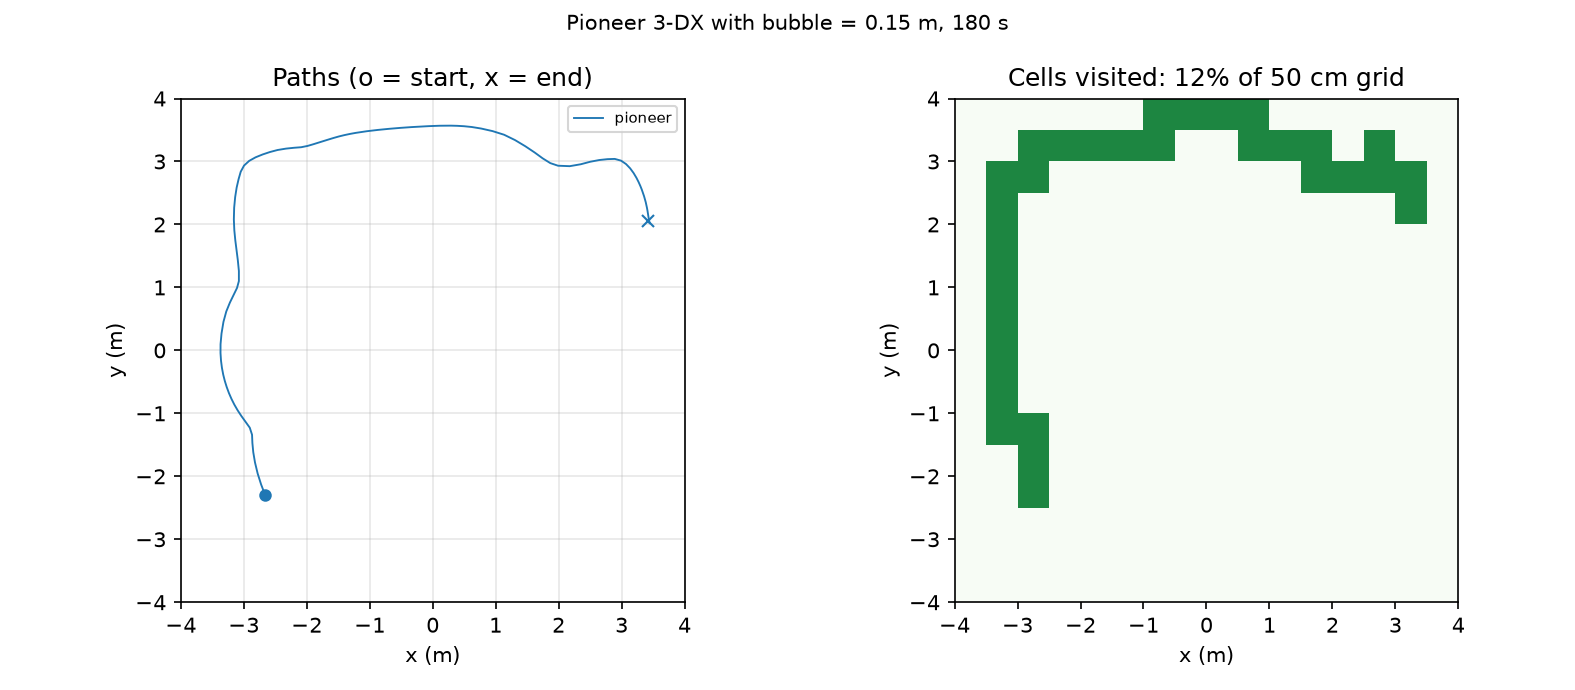 Pioneer 3-DX with bubble = 0.15 m, 180 s
Paths (o = start, x = end)
pioneer
4
3
2
1
0
−1
−2
−3
−4
y (m)
−4 −3 −2 −1 0 1 2 3 4
x (m)
Cells visited: 12% of 50 cm grid
4
3
2
1
0
−1
−2
−3
−4
y (m)
−4 −3 −2 −1 0 1 2 3 4
x (m)